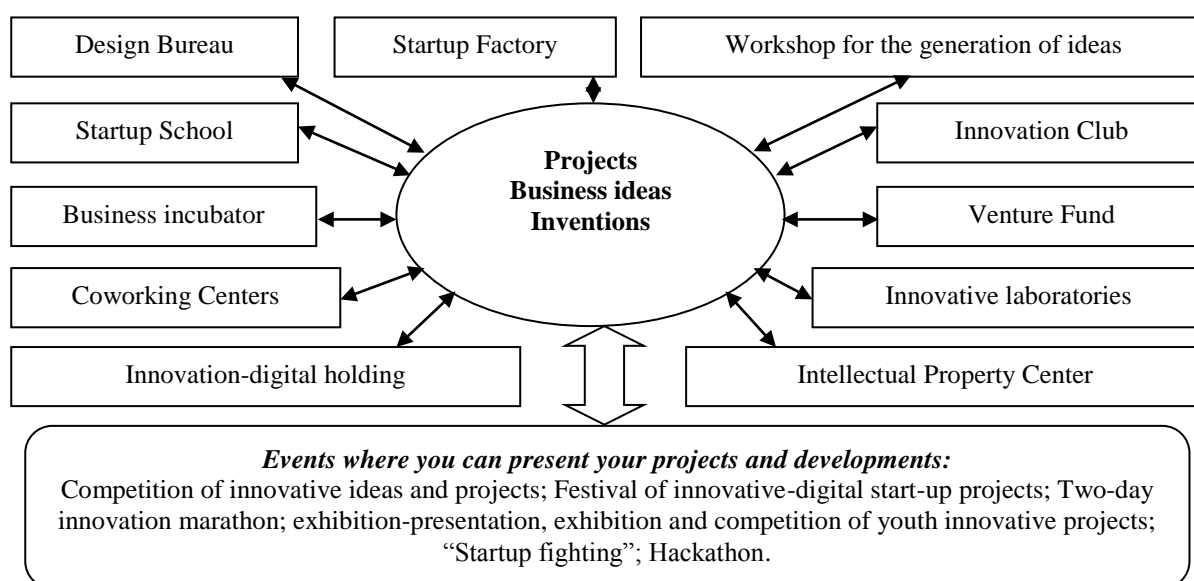 Design Bureau
Startup Factory
Workshop for the generation of ideas
Startup School
Innovation Club
Projects
Business ideas
Inventions
Business incubator
Venture Fund
Coworking Centers
Innovative laboratories
Innovation-digital holding
Intellectual Property Center
Events where you can present your projects and developments:
Competition of innovative ideas and projects; Festival of innovative-digital start-up projects; Two-day
innovation marathon; exhibition-presentation, exhibition and competition of youth innovative projects;
“Startup fighting”; Hackathon.